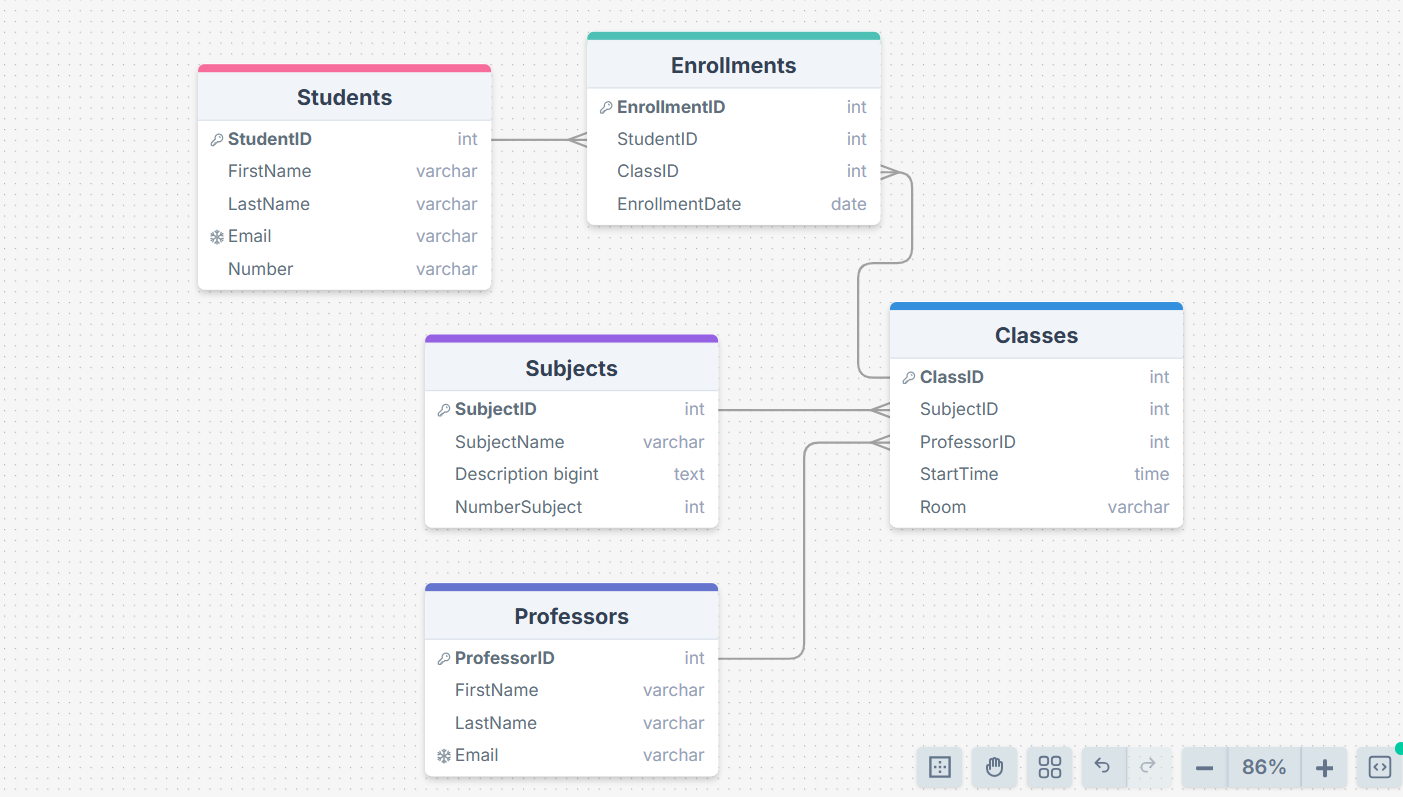 Students
StudentID int
FirstName varchar
LastName varchar
Email varchar
Number varchar
Enrollments
EnrollmentID int
StudentID int
ClassID int
EnrollmentDate date
Subjects
SubjectID int
SubjectName varchar
Description bigint text
NumberSubject int
Classes
ClassID int
SubjectID int
ProfessorID int
StartTime time
Room varchar
Professors
ProfessorID int
FirstName varchar
LastName varchar
Email varchar
86%